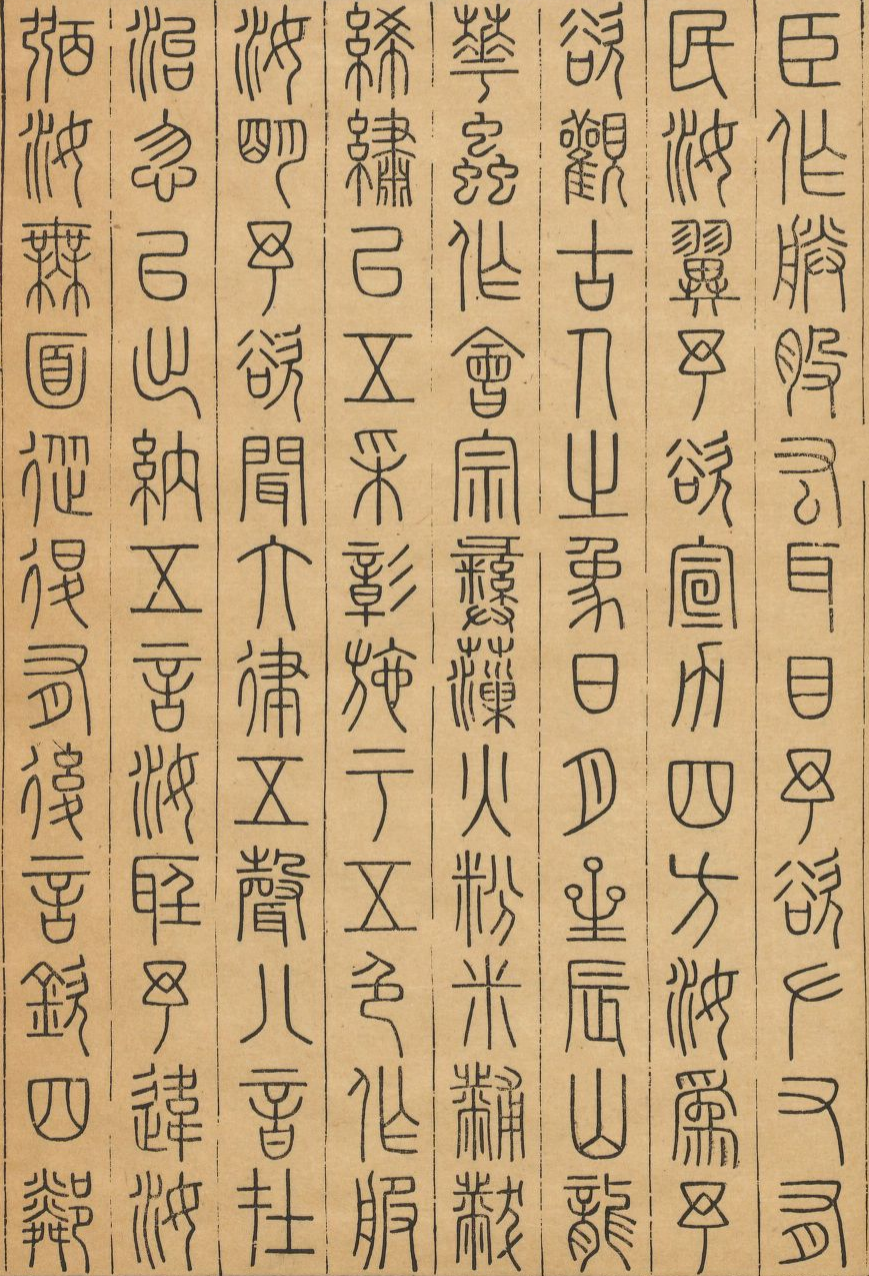 臣作朕股厷耳目予欲左右有
民汝翼予欲宣力四方汝爲予
欲觀古人之象日月星辰山龍
華蟲作會宗彝藻火粉米黼黻
絺繡以五采彰施于五色作服
汝明予欲聞六律五聲八音在
治忽以出納五言汝聽予違汝
弼汝無面從退有後言欽四鄰